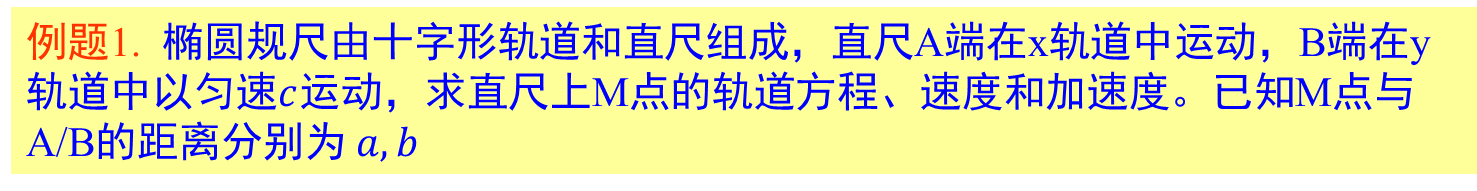 例题1. 椭圆规尺由十字形轨道和直尺组成，直尺A端在x轨道中运动，B端在y
轨道中以匀速c运动，求直尺上M点的轨道方程、速度和加速度。已知M点与
A/B的距离分别为 a, b